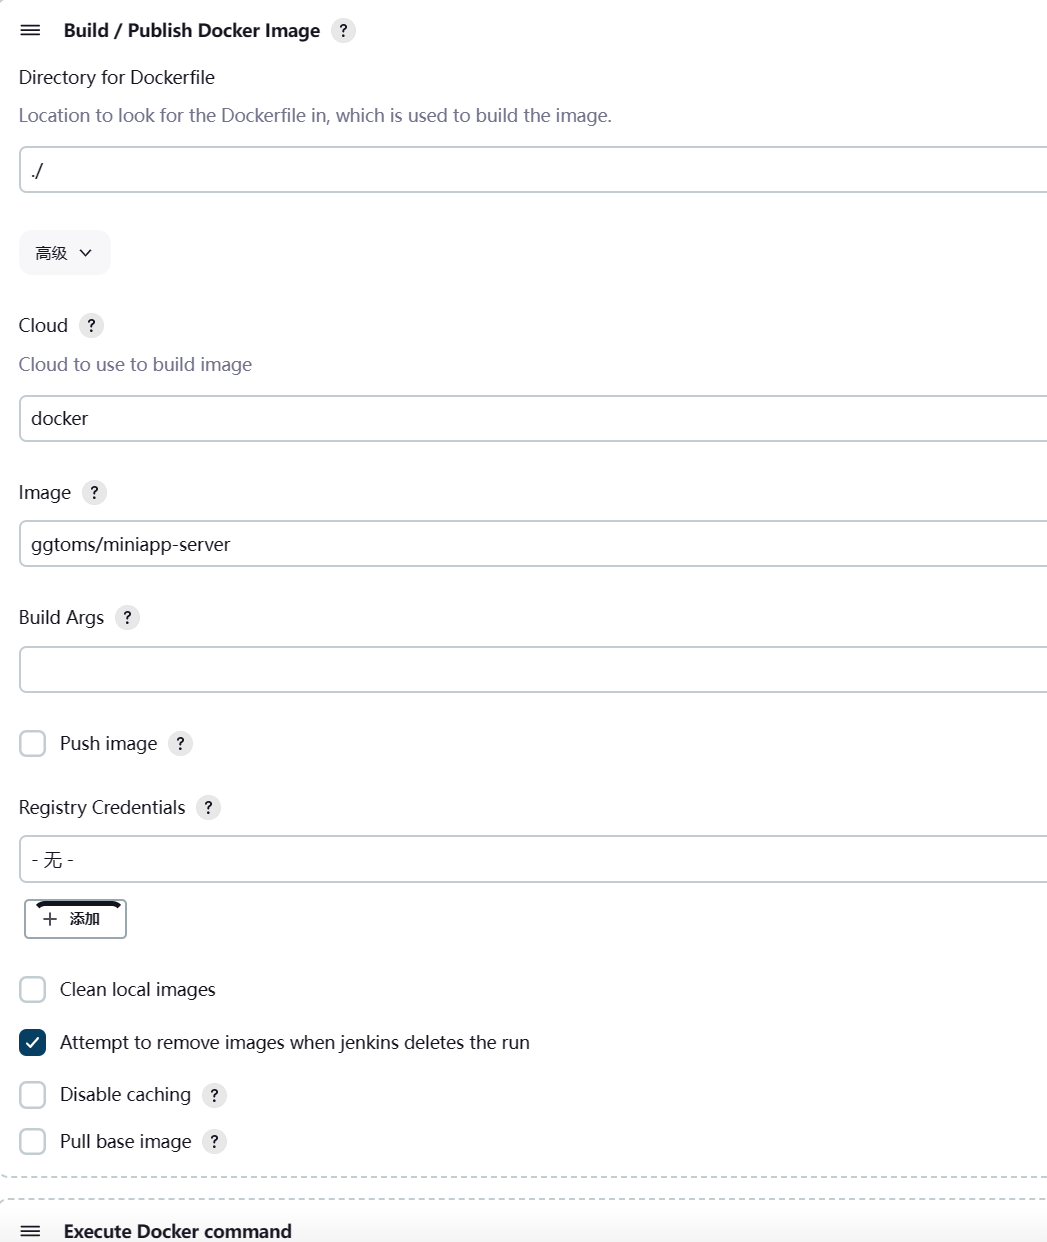 Build / Publish Docker Image ?
Directory for Dockerfile
Location to look for the Dockerfile in, which is used to build the image.
./
高级
Cloud ?
Cloud to use to build image
docker
Image ?
ggtoms/miniapp-server
Build Args ?
Push image ?
Registry Credentials ?
- 无 -
+ 添加
Clean local images
Attempt to remove images when jenkins deletes the run
Disable caching ?
Pull base image ?
Execute Docker command